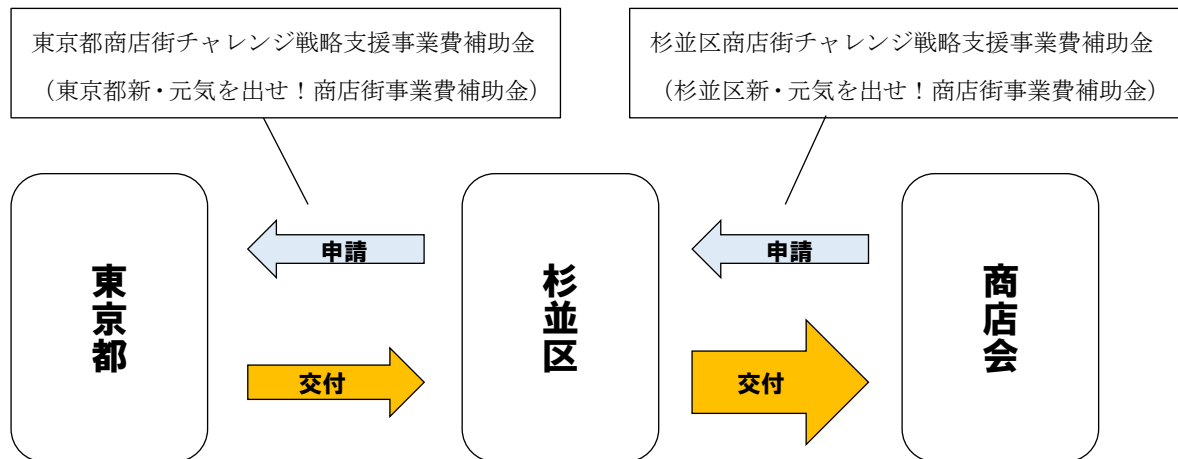 東京都商店街チャレンジ戦略支援事業費補助金
（東京都新・元気を出せ！商店街事業費補助金）
杉並区商店街チャレンジ戦略支援事業費補助金
（杉並区新・元気を出せ！商店街事業費補助金）
東京都
申請
交付
杉並区
申請
交付
商店会